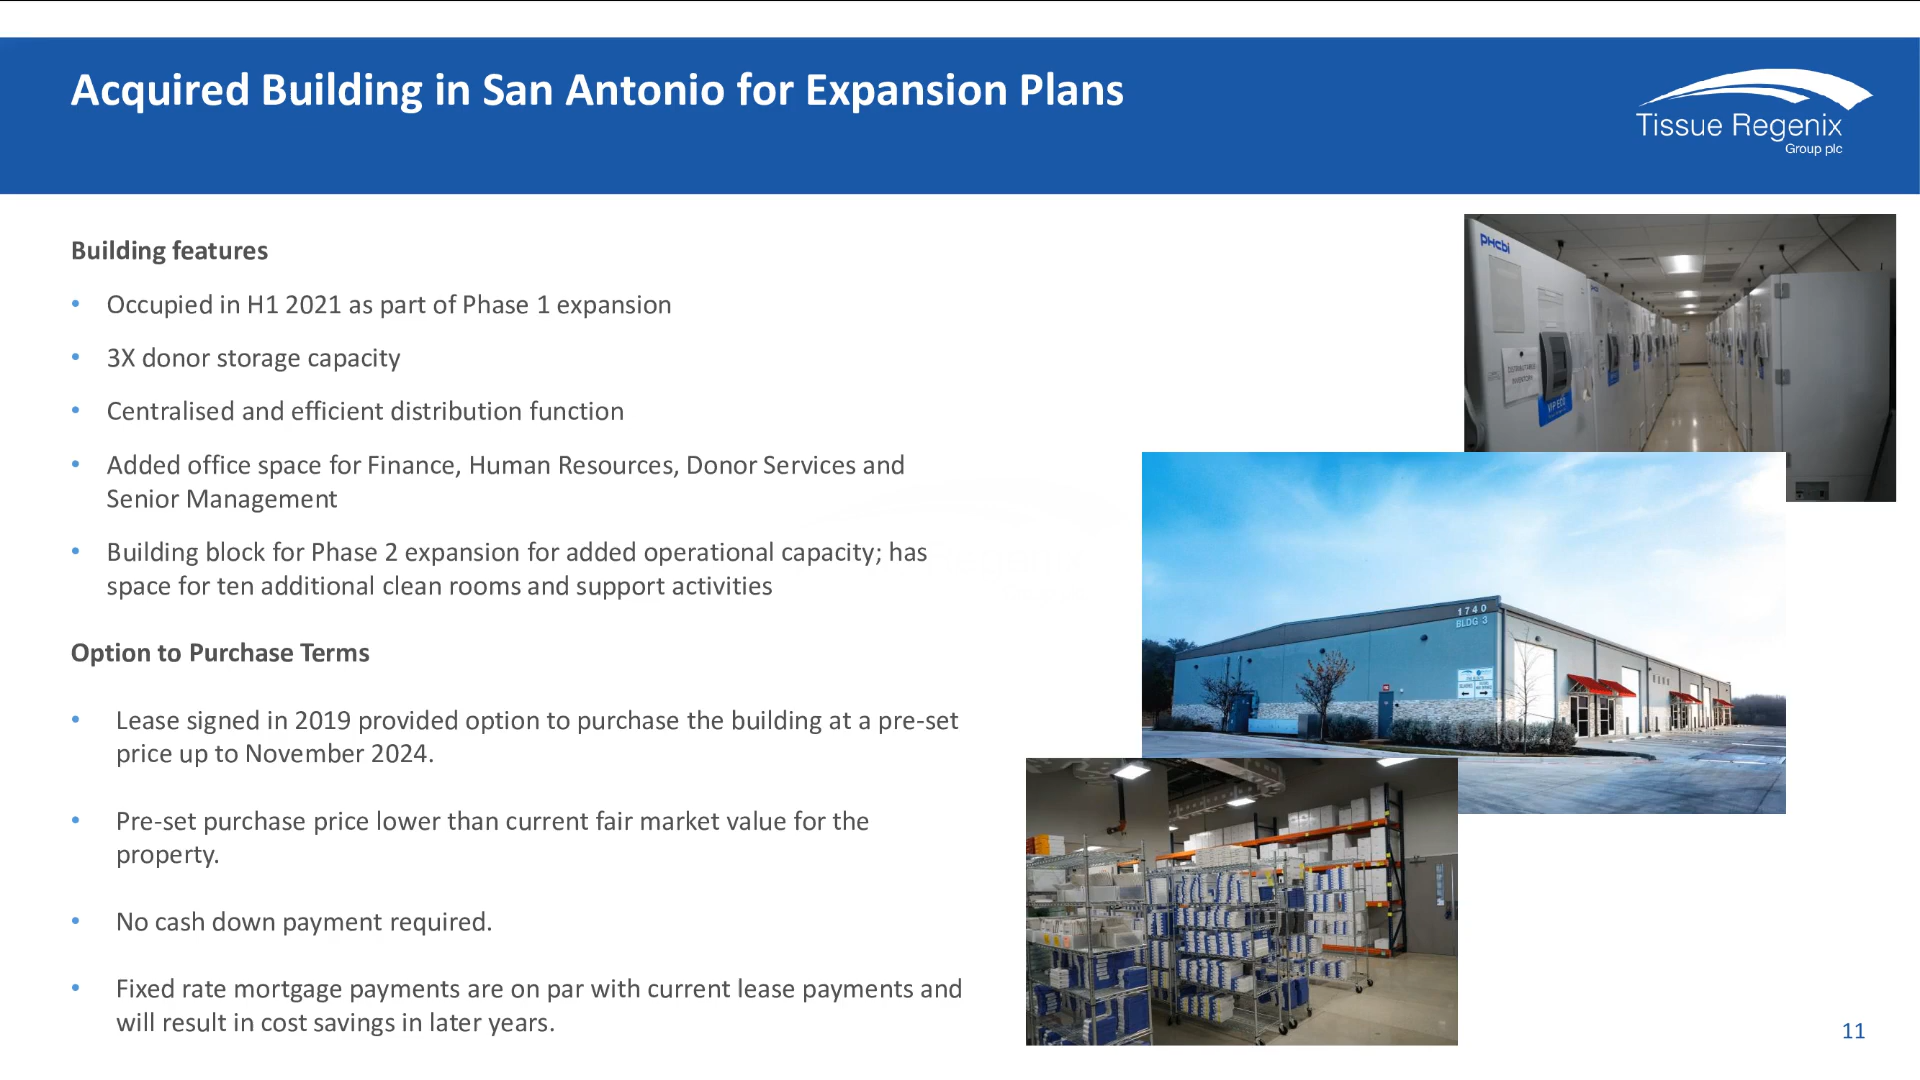 Acquired Building in San Antonio for Expansion Plans
Tissue Regenix
Group plc
Building features
• Occupied in H1 2021 as part of Phase 1 expansion
• 3X donor storage capacity
• Centralised and efficient distribution function
• Added office space for Finance, Human Resources, Donor Services and
Senior Management
• Building block for Phase 2 expansion for added operational capacity; has
space for ten additional clean rooms and support activities
Option to Purchase Terms
• Lease signed in 2019 provided option to purchase the building at a pre-set
price up to November 2024.
• Pre-set purchase price lower than current fair market value for the
property.
• No cash down payment required.
• Fixed rate mortgage payments are on par with current lease payments and
will result in cost savings in later years.
PHCbi
DISTRIBUTABLE
INVENTORY
VIP ECO
1740
BLDG 3
11